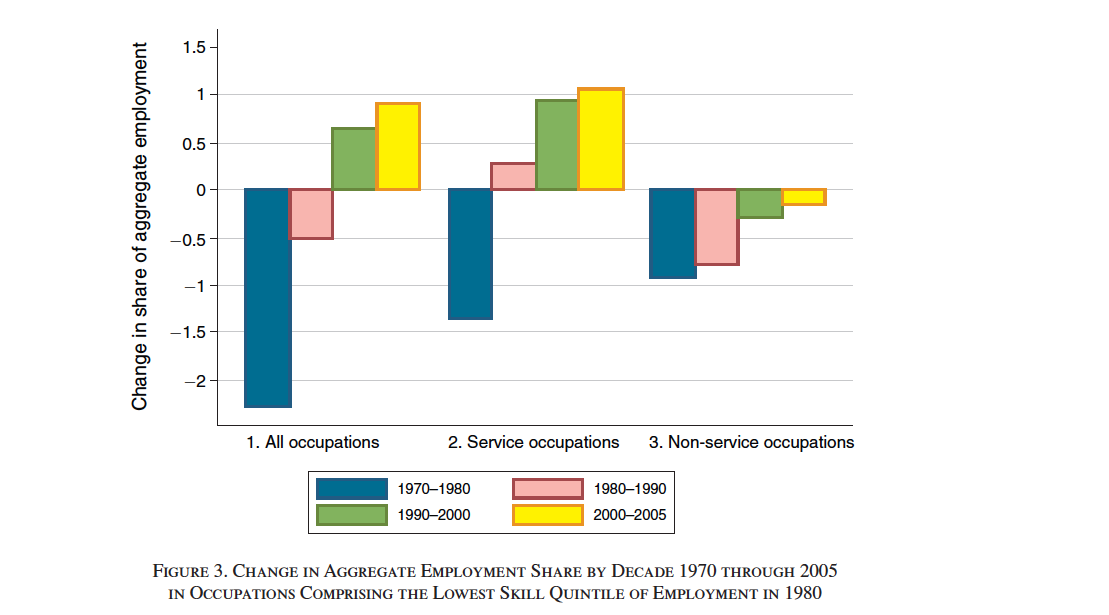 Change in share of aggregate employment
1.5
1
0.5
0
−0.5
−1
−1.5
−2
1. All occupations
2. Service occupations
3. Non-service occupations
1970–1980
1980–1990
1990–2000
2000–2005
FIGURE 3. CHANGE IN AGGREGATE EMPLOYMENT SHARE BY DECADE 1970 THROUGH 2005
IN OCCUPATIONS COMPRISING THE LOWEST SKILL QUINTILE OF EMPLOYMENT IN 1980